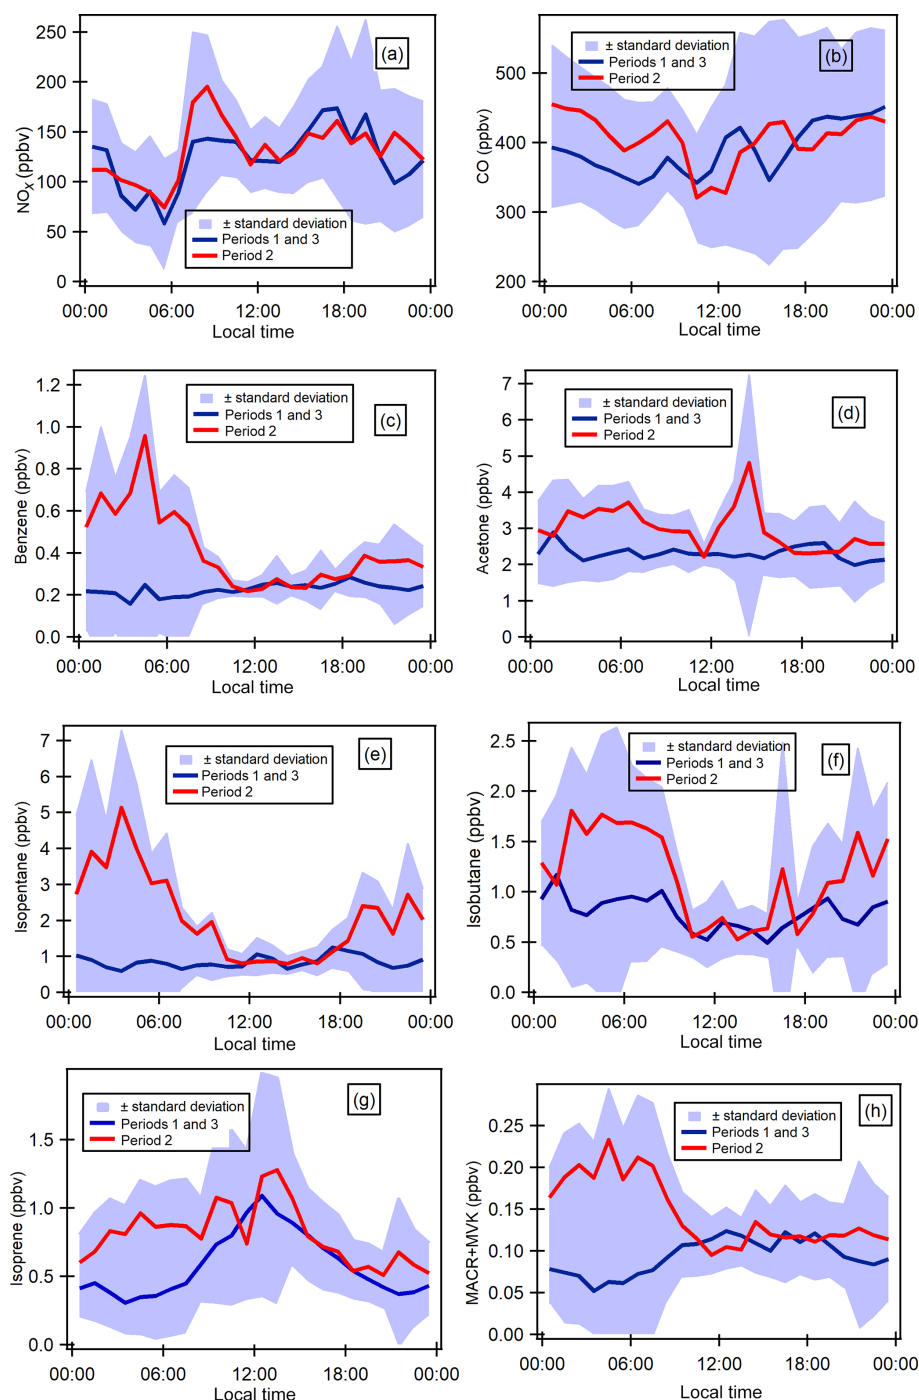 250
200
150
100
50
0
NOX (ppbv)
(a)
± standard deviation
Periods 1 and 3
Period 2
00:00 06:00 12:00 18:00 00:00
Local time
500
400
300
200
CO (ppbv)
(b)
± standard deviation
Periods 1 and 3
Period 2
00:00 06:00 12:00 18:00 00:00
Local time
1.2
1.0
0.8
0.6
0.4
0.2
0.0
Benzene (ppbv)
(c)
± standard deviation
Periods 1 and 3
Period 2
00:00 06:00 12:00 18:00 00:00
Local time
7
6
5
4
3
2
1
0
Acetone (ppbv)
(d)
± standard deviation
Periods 1 and 3
Period 2
00:00 06:00 12:00 18:00 00:00
Local time
7
6
5
4
3
2
1
0
Isopentane (ppbv)
(e)
± standard deviation
Periods 1 and 3
Period 2
00:00 06:00 12:00 18:00 00:00
Local time
2.5
2.0
1.5
1.0
0.5
0.0
Isobutane (ppbv)
(f)
± standard deviation
Periods 1 and 3
Period 2
00:00 06:00 12:00 18:00 00:00
Local time
1.5
1.0
0.5
0.0
Isoprene (ppbv)
(g)
± standard deviation
Periods 1 and 3
Period 2
00:00 06:00 12:00 18:00 00:00
Local time
0.25
0.20
0.15
0.10
0.05
0.00
MACR+MVK (ppbv)
(h)
± standard deviation
Periods 1 and 3
Period 2
00:00 06:00 12:00 18:00 00:00
Local time